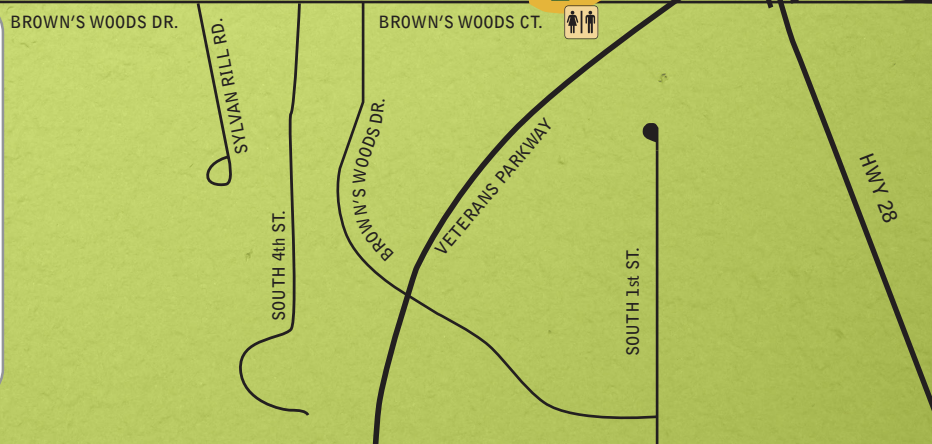 BROWN'S WOODS DR.
BROWN'S WOODS CT.
SYLVAN RILL RD.
BROWN'S WOODS DR.
VETERANS PARKWAY
HWY 28
SOUTH 4th ST.
SOUTH 1st ST.